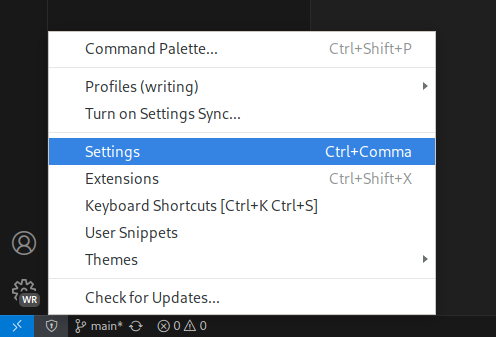 Command Palette... Ctrl+Shift+P
Profiles (writing)
Turn on Settings Sync...
Settings Ctrl+Comma
Extensions Ctrl+Shift+X
Keyboard Shortcuts [Ctrl+K Ctrl+S]
User Snippets
Themes
Check for Updates...
WR
main* 0 0